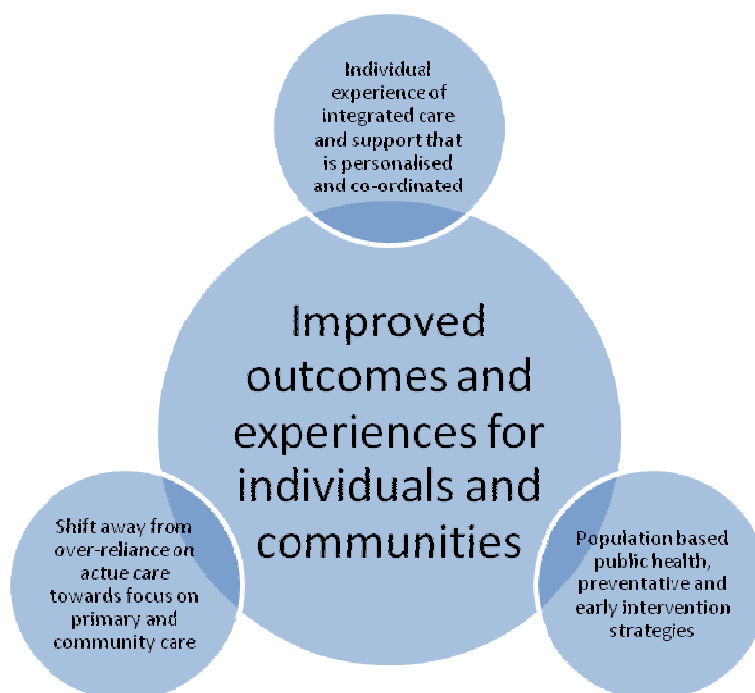 Individual
experience of
integrated care
and support that
is personalised
and co-ordinated
Improved
outcomes and
experiences for
individuals and
communities
Shift away from
over-reliance on
actue care
towards focus on
primary and
community care
Population based
public health,
preventative and
early intervention
strategies